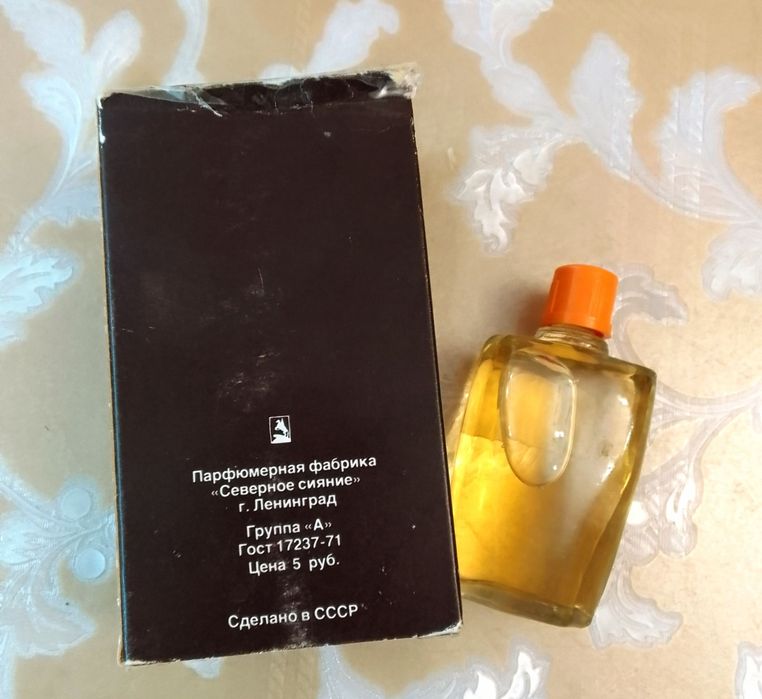 Парфюмерная фабрика
«Северное сияние»
г. Ленинград
Группа «А»
Гост 17237-71
Цена 5 руб.
Сделано в СССР